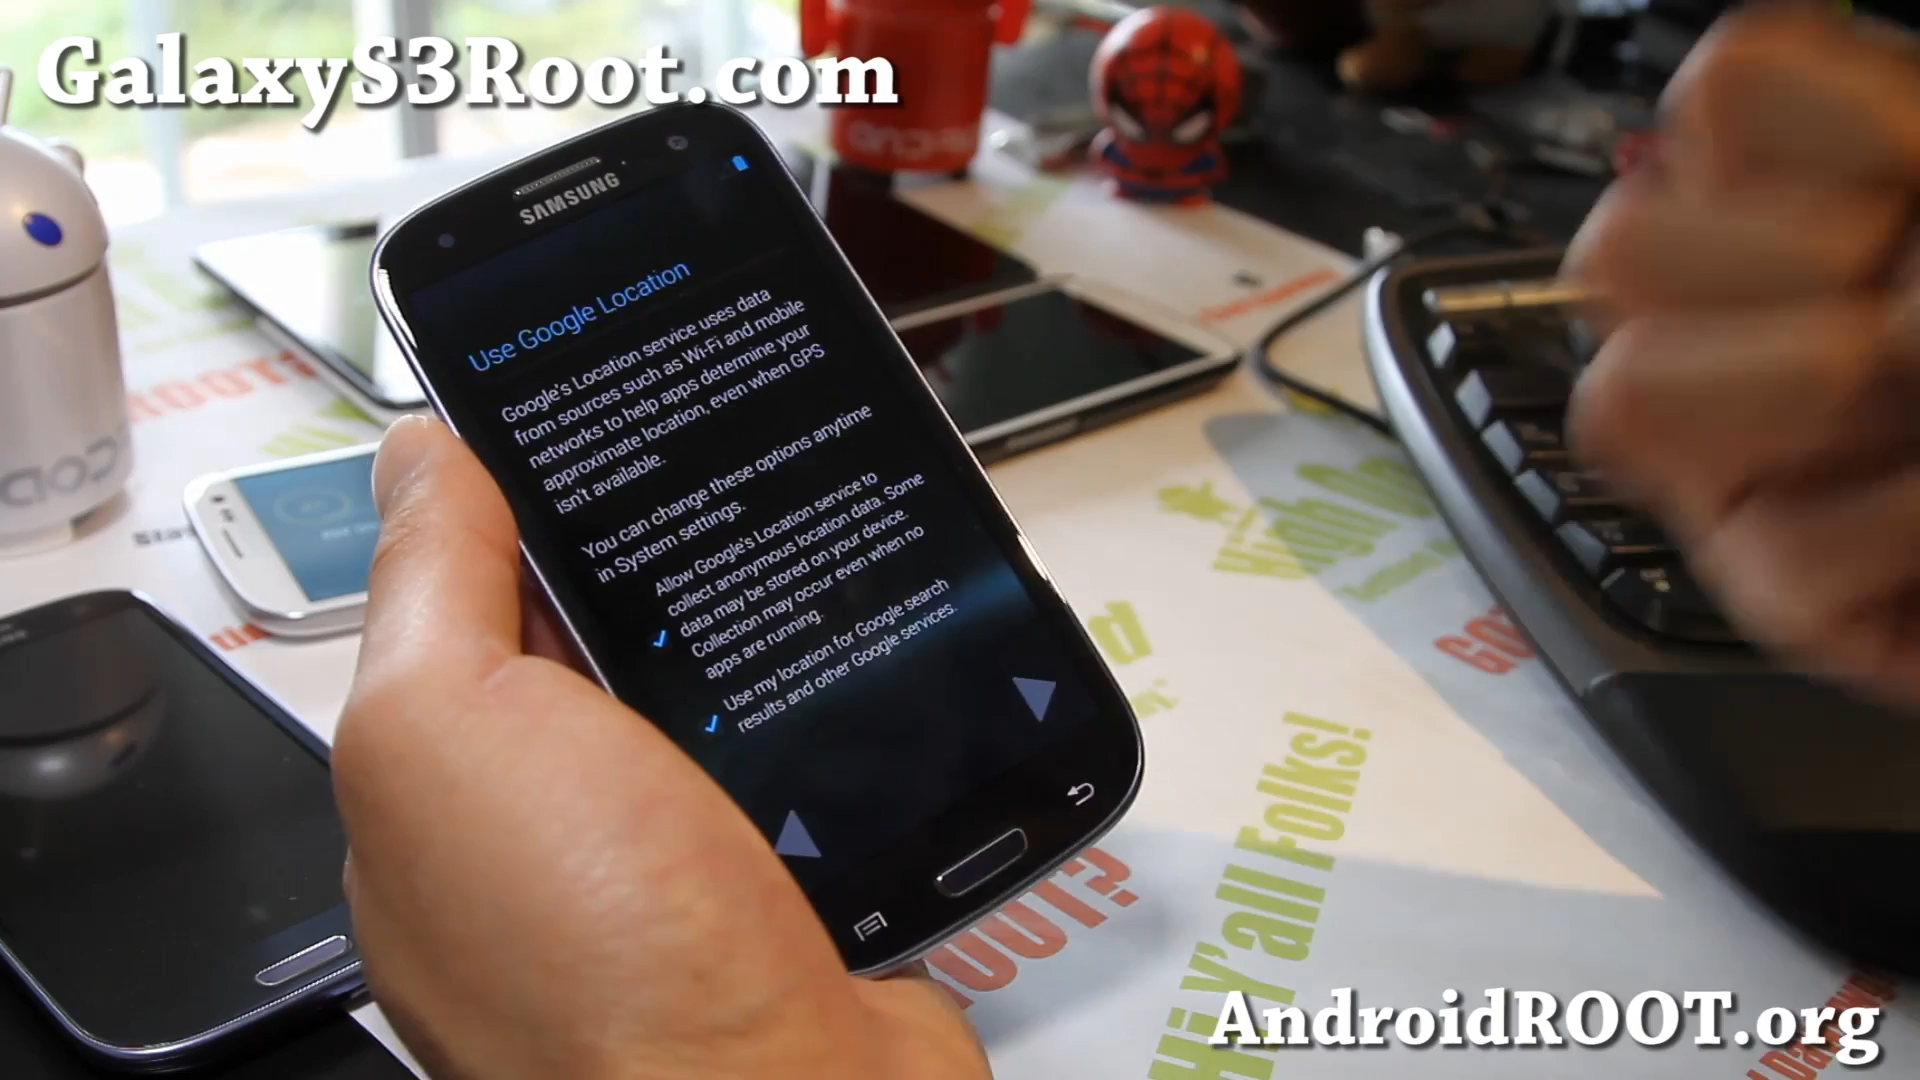 GalaxyS3Root.com
SAMSUNG
Use Google Location
Google's Location service uses data
from sources such as Wi-Fi and mobile
networks to help apps determine your
approximate location, even when GPS
isn't available.
You can change these options anytime
in System settings.
Allow Google's Location service to
collect anonymous location data. Some
data may be stored on your device.
Collection may occur even when no
apps are running.
Use my location for Google search
results and other Google services.
ROOT?
Hi Y'all Folks!
High On
AndroidROOT.org